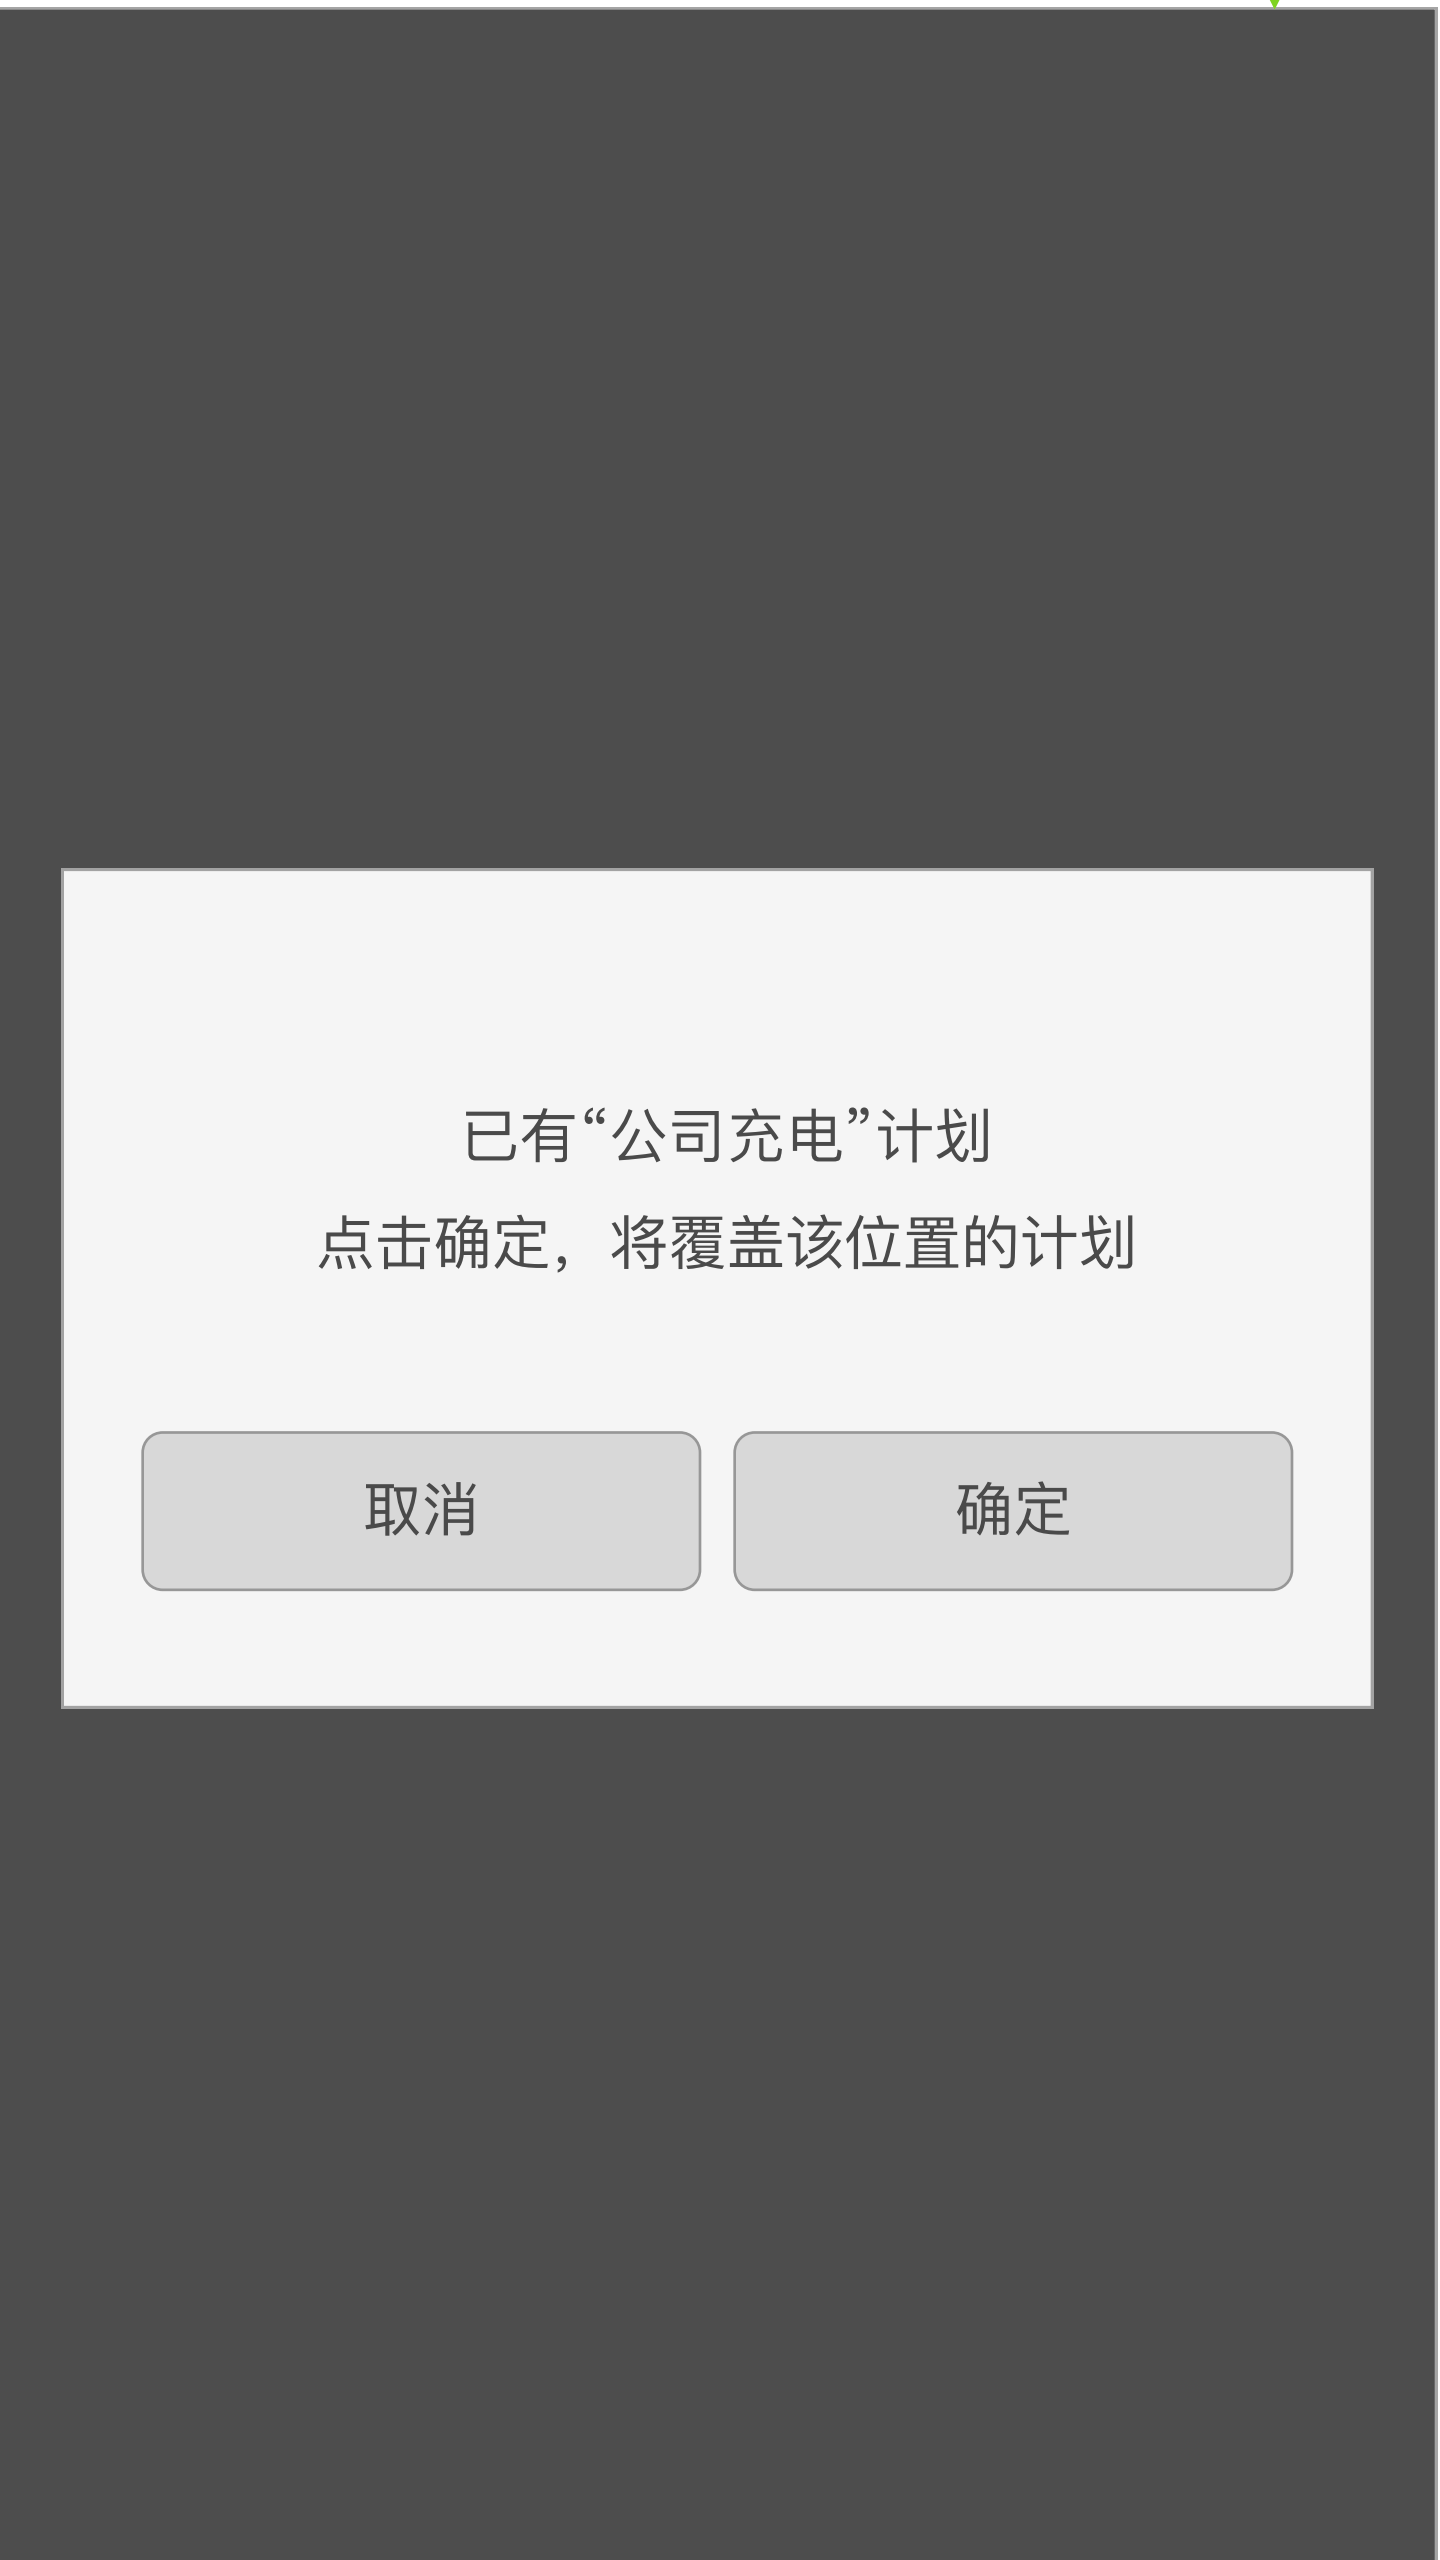 已有“公司充电”计划
点击确定，将覆盖该位置的计划
取消
确定